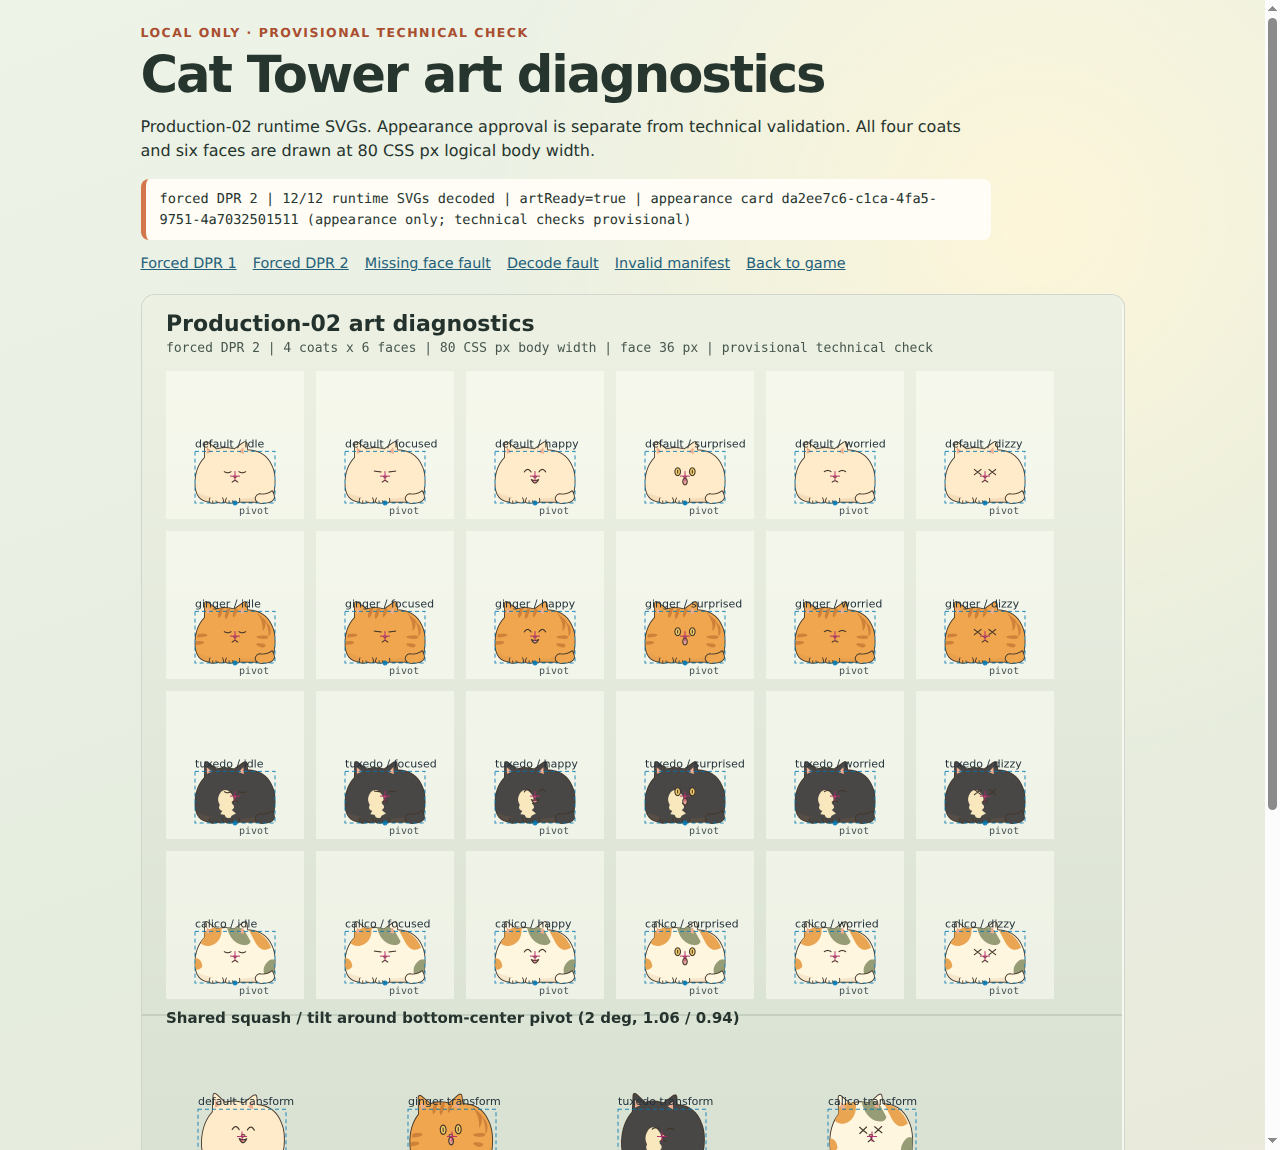 LOCAL ONLY · PROVISIONAL TECHNICAL CHECK
Cat Tower art diagnostics
Production-02 runtime SVGs. Appearance approval is separate from technical validation. All four coats
and six faces are drawn at 80 CSS px logical body width.
forced DPR 2 | 12/12 runtime SVGs decoded | artReady=true | appearance card da2ee7c6-c1ca-4fa5-
9751-4a7032501511 (appearance only; technical checks provisional)
Forced DPR 1 Forced DPR 2 Missing face fault Decode fault Invalid manifest Back to game
Production-02 art diagnostics
forced DPR 2 | 4 coats x 6 faces | 80 CSS px body width | face 36 px | provisional technical check
default / idle default / focused default / happy default / surprised default / worried default / dizzy
pivot pivot pivot pivot pivot pivot
ginger / idle ginger / focused ginger / happy ginger / surprised ginger / worried ginger / dizzy
pivot pivot pivot pivot pivot pivot
tuxedo / idle tuxedo / focused tuxedo / happy tuxedo / surprised tuxedo / worried tuxedo / dizzy
pivot pivot pivot pivot pivot pivot
calico / idle calico / focused calico / happy calico / surprised calico / worried calico / dizzy
pivot pivot pivot pivot pivot pivot
Shared squash / tilt around bottom-center pivot (2 deg, 1.06 / 0.94)
default transform ginger transform tuxedo transform calico transform